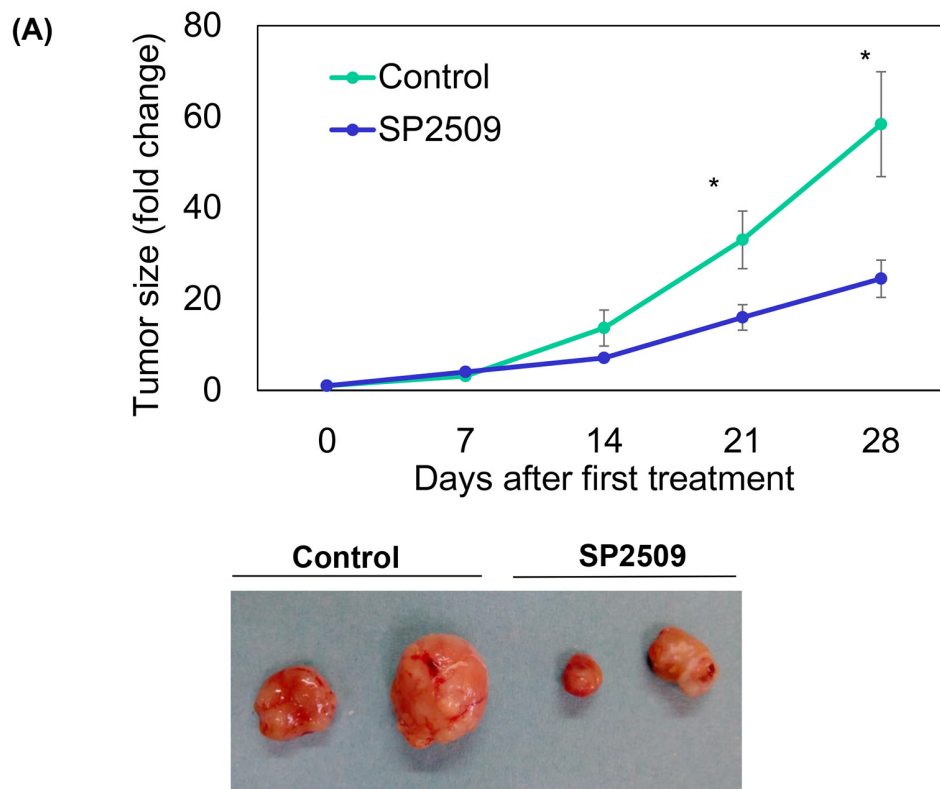 (A)
80
60
40
20
0
Tumor size (fold change)
Control
SP2509
*
*
0 7 14 21 28
Days after first treatment
Control SP2509